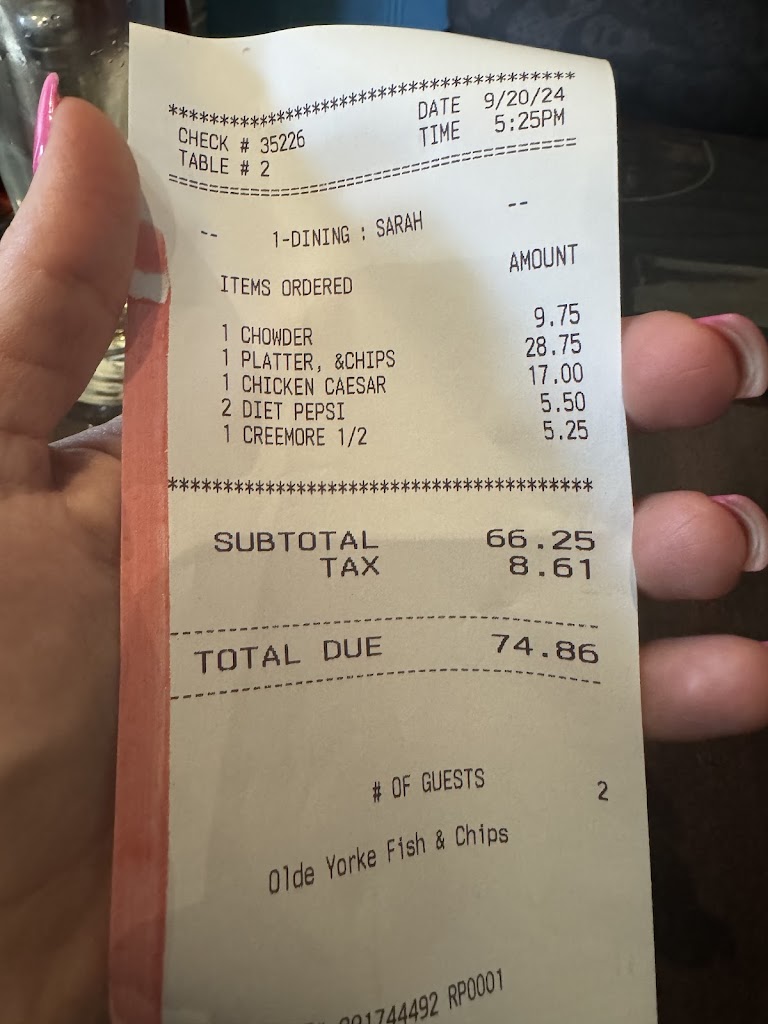 ****************************************
CHECK # 35226 DATE 9/20/24
TABLE # 2 TIME 5:25PM
========================================
-- 1-DINING : SARAH --
ITEMS ORDERED AMOUNT
1 CHOWDER 9.75
1 PLATTER, &CHIPS 28.75
1 CHICKEN CAESAR 17.00
2 DIET PEPSI 5.50
1 CREEMORE 1/2 5.25
****************************************
SUBTOTAL 66.25
TAX 8.61
----------------------------------------
TOTAL DUE 74.86
----------------------------------------
# OF GUESTS 2
Olde Yorke Fish & Chips
RP0001